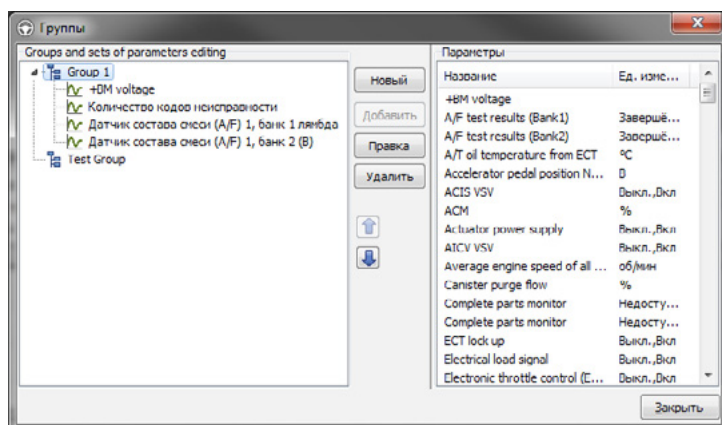 Группы
Groups and sets of parameters editing
Group 1
+BM voltage
Количество кодов неисправности
Датчик состава смеси (A/F) 1, банк 1 лямбда
Датчик состава смеси (A/F) 1, банк 2 (В)
Test Group
Новый
Добавить
Правка
Удалить
Параметры
Название Ед. изме...
+BM voltage
A/F test results (Bank1) Завершё...
A/F test results (Bank2) Завершё...
A/T oil temperature from ECT ºC
Accelerator pedal position N... В
ACIS VSV Выкл.,Вкл
ACM %
Actuator power supply Выкл.,Вкл
AICV VSV Выкл.,Вкл
Average engine speed of all ... об/мин
Canister purge flow %
Complete parts monitor Недосту...
Complete parts monitor Недосту...
ECT lock up Выкл.,Вкл
Electrical load signal Выкл.,Вкл
Electronic throttle control (E... Выкл.,Вкл
Закрыть